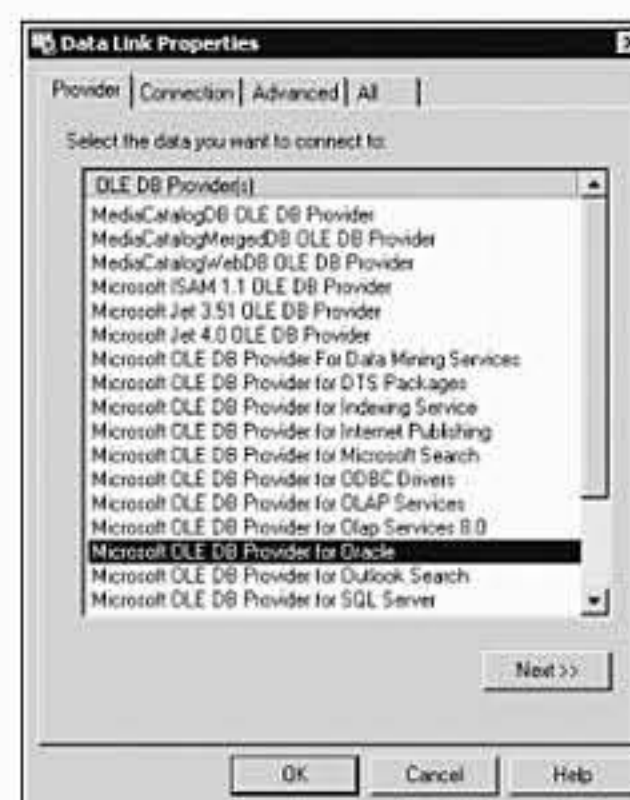 Data Link Properties
Provider Connection Advanced All
Select the data you want to connect to:
OLE DB Provider(s)
MediaCatalogDB OLE DB Provider
MediaCatalogMergedDB OLE DB Provider
MediaCatalogWebDB OLE DB Provider
Microsoft ISAM 1.1 OLE DB Provider
Microsoft Jet 3.51 OLE DB Provider
Microsoft Jet 4.0 OLE DB Provider
Microsoft OLE DB Provider For Data Mining Services
Microsoft OLE DB Provider for DTS Packages
Microsoft OLE DB Provider for Indexing Service
Microsoft OLE DB Provider for Internet Publishing
Microsoft OLE DB Provider for Microsoft Search
Microsoft OLE DB Provider for ODBC Drivers
Microsoft OLE DB Provider for OLAP Services
Microsoft OLE DB Provider for Olap Services 8.0
Microsoft OLE DB Provider for Oracle
Microsoft OLE DB Provider for Outlook Search
Microsoft OLE DB Provider for SQL Server
Next >>
OK Cancel Help